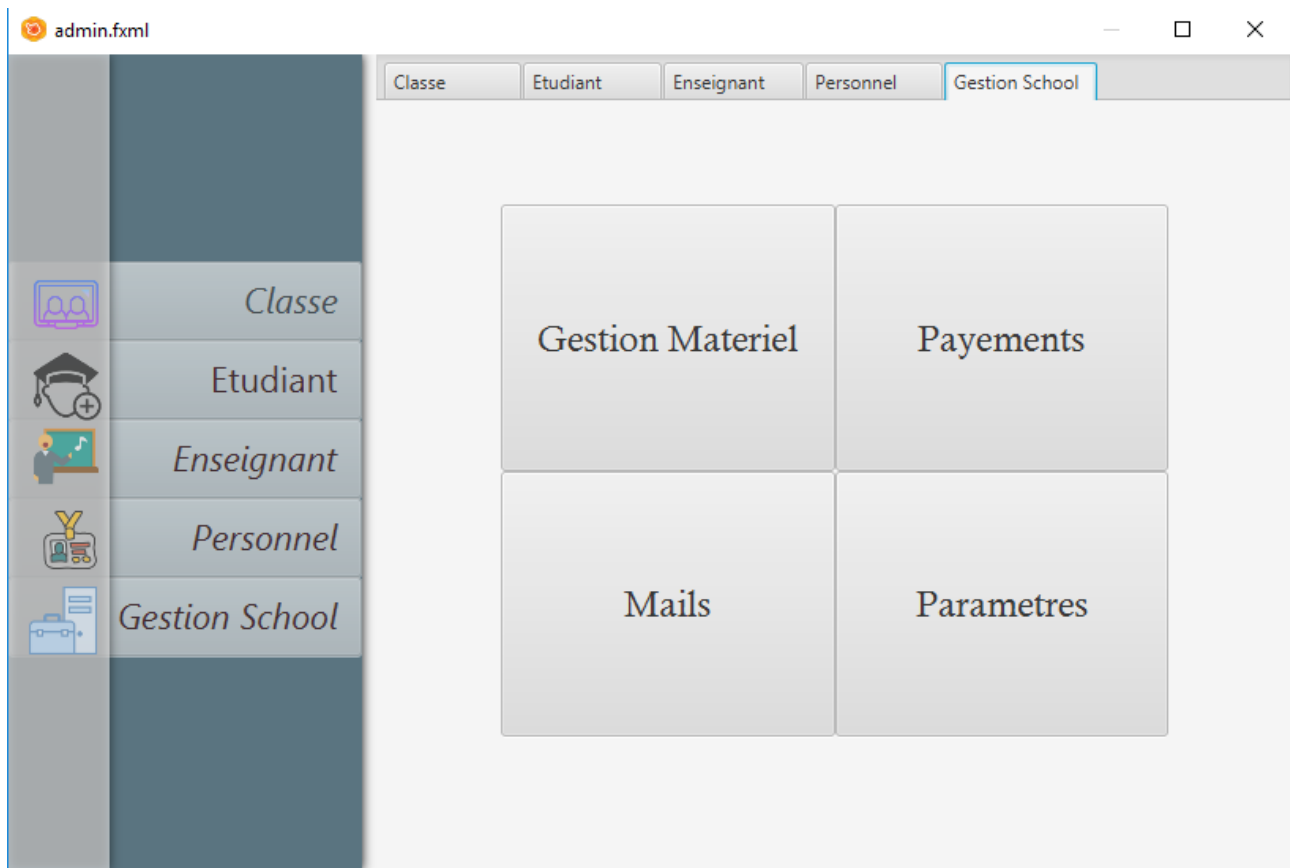 admin.fxml
Classe Etudiant Enseignant Personnel Gestion School
Classe
Etudiant
Enseignant
Personnel
Gestion School
Gestion Materiel Payements
Mails Parametres